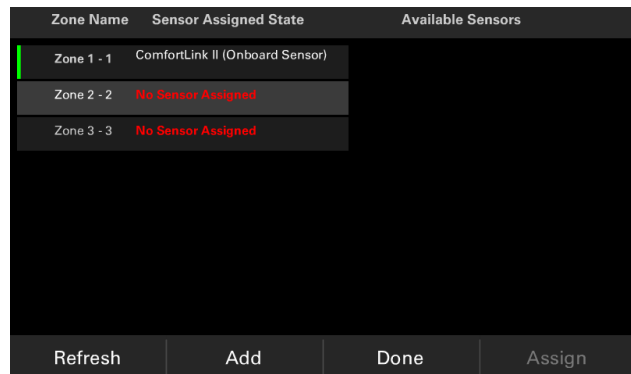 Zone Name Sensor Assigned State Available Sensors
Zone 1 - 1 ComfortLink II (Onboard Sensor)
Zone 2 - 2 No Sensor Assigned
Zone 3 - 3 No Sensor Assigned
Refresh Add Done Assign